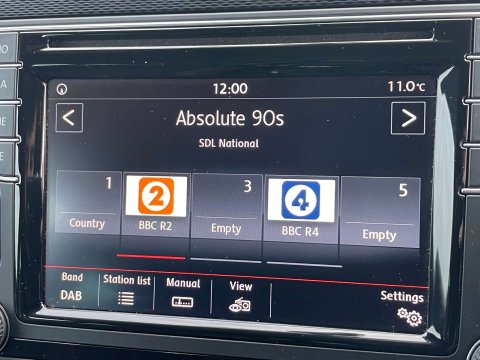 12:00
11.0°C
<
Absolute 90s
>
SDL National
1
2
3
4
5
Country
BBC R2
Empty
BBC R4
Empty
Band
DAB
Station list
Manual
View
Settings